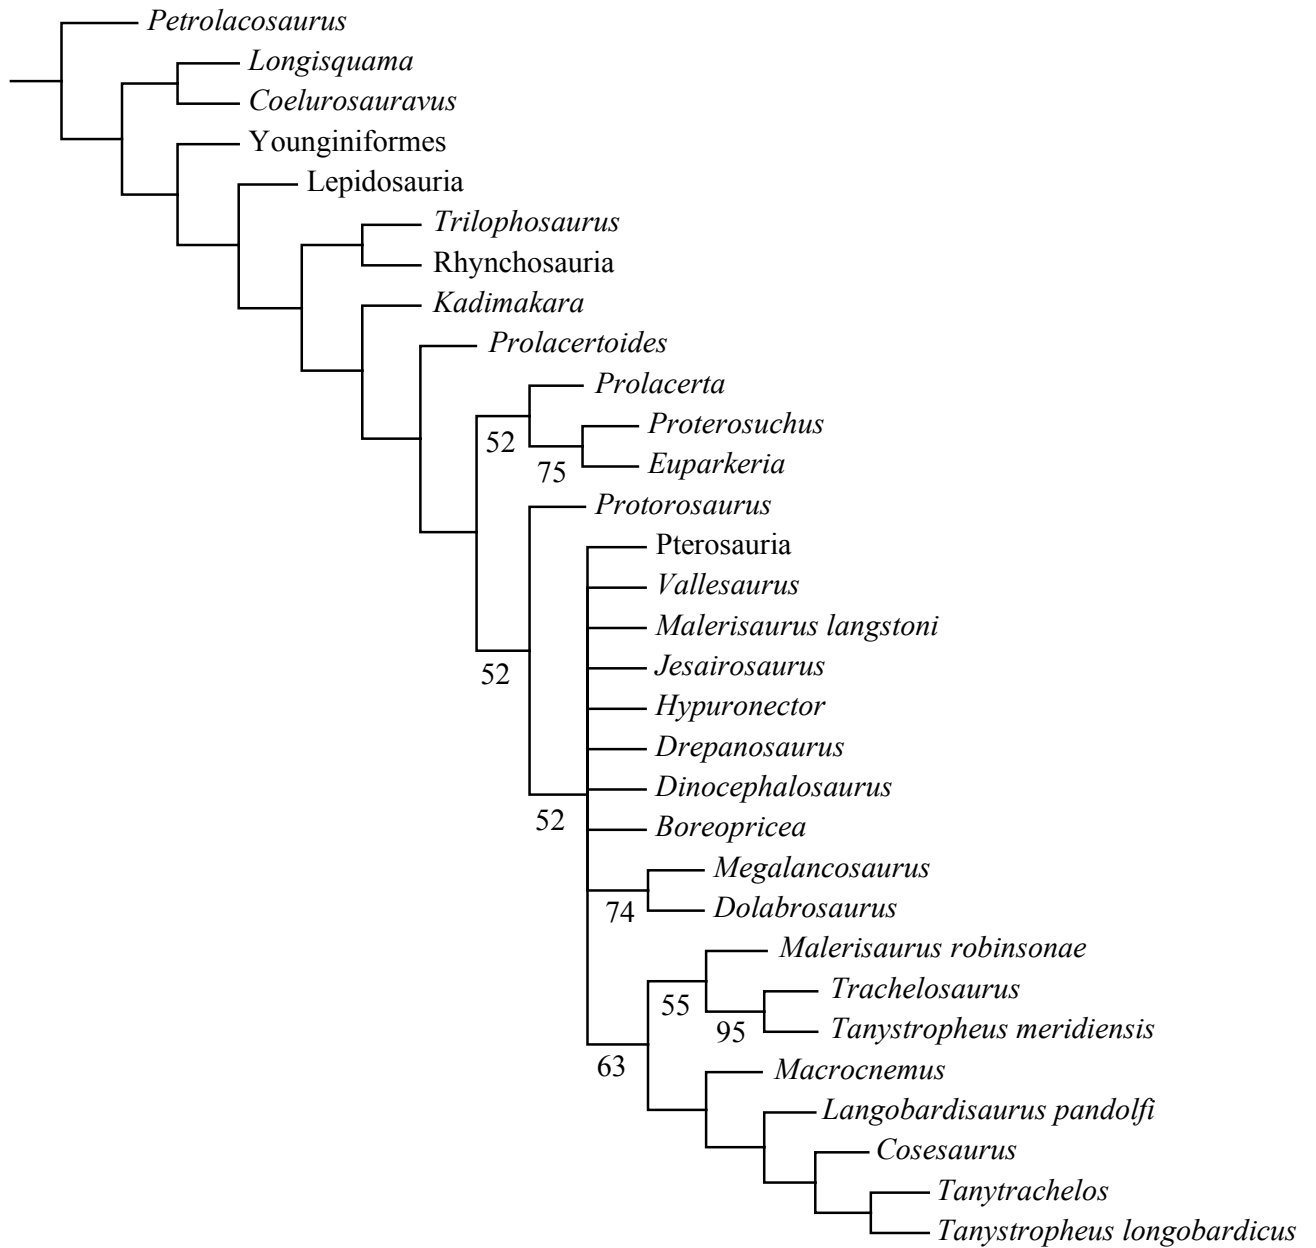 Petrolacosaurus
Longisquama
Coelurosauravus
Younginiformes
Lepidosauria
Trilophosaurus
Rhynchosauria
Kadimakara
Prolacertoides
Prolacerta
Proterosuchus
52
Euparkeria
75
Protorosaurus
Pterosauria
Vallesaurus
Malerisaurus langstoni
Jesairosaurus
52
Hypuronector
Drepanosaurus
Dinocephalosaurus
52
Boreopricea
Megalancosaurus
Dolabrosaurus
74
Malerisaurus robinsonae
Trachelosaurus
55
Tanystropheus meridiensis
95
63
Macrocnemus
Langobardisaurus pandolfi
Cosesaurus
Tanytrachelos
Tanystropheus longobardicus